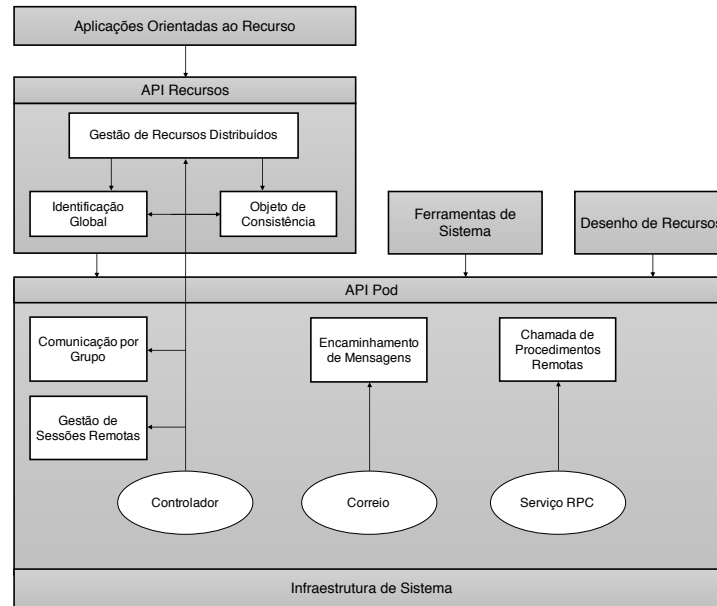 Aplicações Orientadas ao Recurso
API Recursos
Gestão de Recursos Distribuídos
Identificação
Global
Objeto de
Consistência
Ferramentas de
Sistema
Desenho de Recursos
API Pod
Comunicação por
Grupo
Encaminhamento
de Mensagens
Chamada de
Procedimentos
Remotas
Gestão de
Sessões Remotas
Controlador
Correio
Serviço RPC
Infraestrutura de Sistema